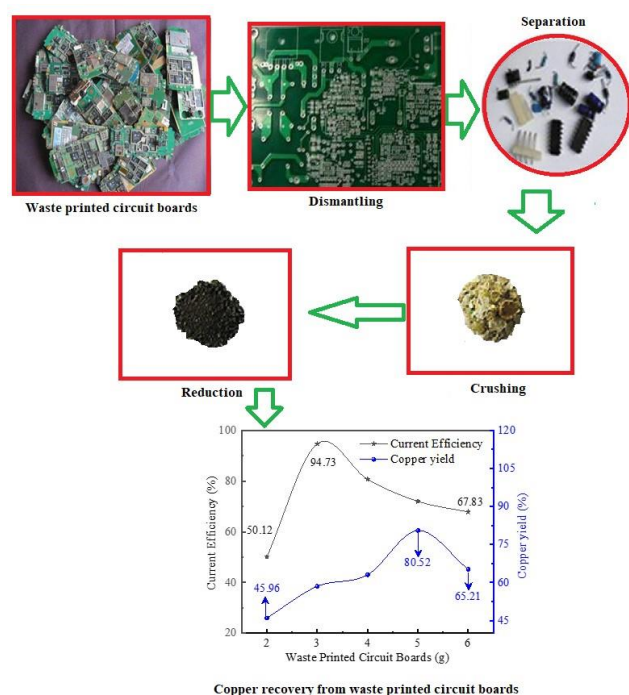 Separation
Waste printed circuit boards
Dismantling
Reduction
Crushing
Current Efficiency
Copper yield
94.73
50.12
67.83
45.96
80.52
65.21
Current Efficiency (%)
100
80
60
40
20
Copper yield (%)
120
105
90
75
60
45
2 3 4 5 6
Waste Printed Circuit Boards (g)
Copper recovery from waste printed circuit boards